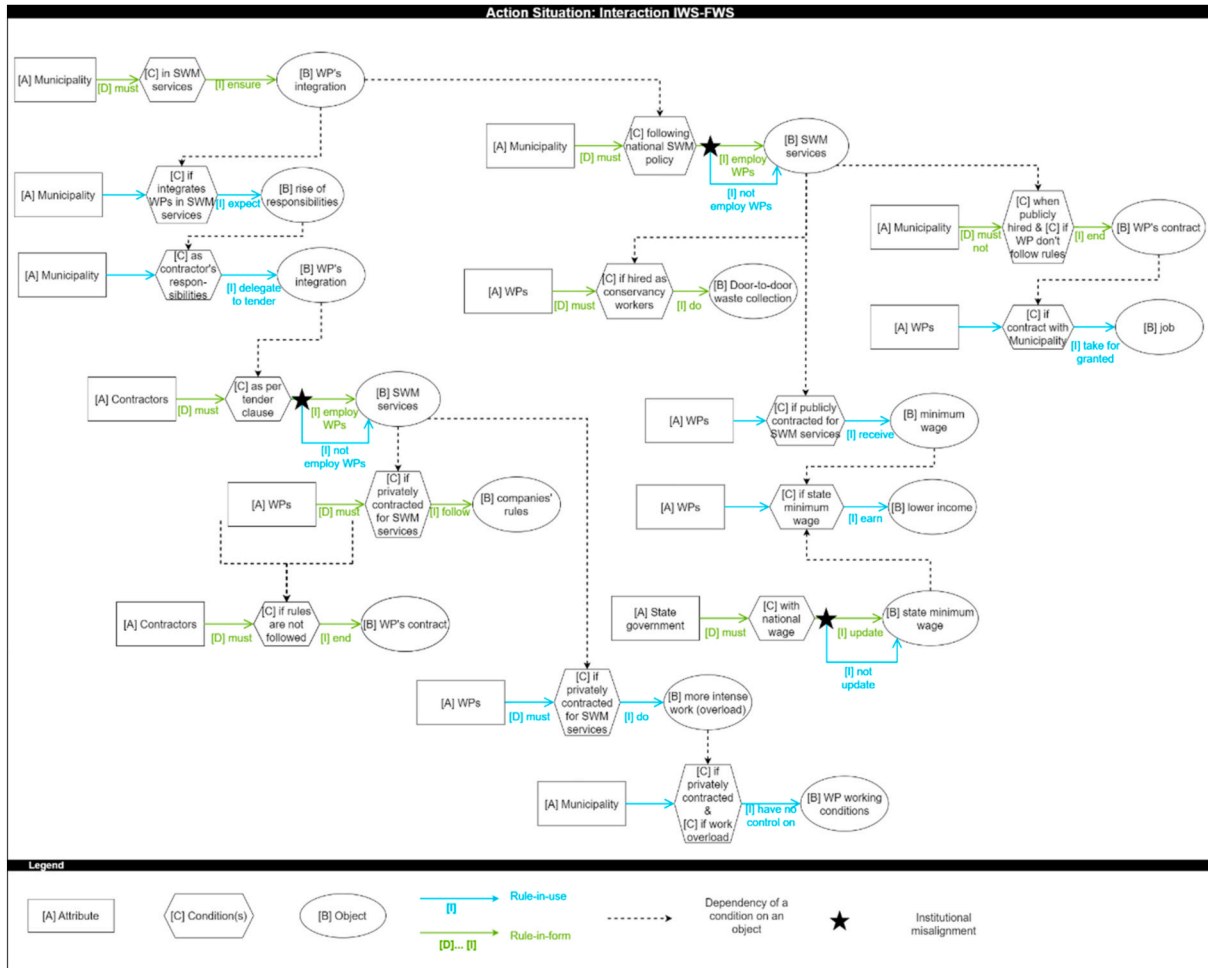 Action Situation: Interaction IWS-FWS
[A] Municipality
[D] must
[C] in SWM
services
[I] ensure
[B] WP's
integration
[A] Municipality
[D] must
[C] following
national SWM
policy
[I] employ
WPs
[I] not
employ WPs
[B] SWM
services
[A] Municipality
[C] if
integrates
WPs in SWM
services
[I] expect
[B] rise of
responsibilities
[A] Municipality
[D] must
not
[C] when
publicly
hired & [C] if
WP don't
follow rules
[I] end
[B] WP's contract
[A] Municipality
[C] as
contractor's
respon-
sibilities
[I] delegate
to tender
[B] WP's
integration
[A] WPs
[D] must
[C] if hired as
conservancy
workers
[I] do
[B] Door-to-door
waste collection
[A] WPs
[C] if
contract with
Municipality
[I] take for
granted
[B] job
[A] Contractors
[D] must
[C] as per
tender
clause
[I] employ
WPs
[I] not
employ WPs
[B] SWM
services
[A] WPs
[C] if publicly
contracted for
SWM services
[I] receive
[B] minimum
wage
[A] WPs
[D] must
[C] if
privately
contracted
for SWM
services
[I] follow
[B] companies'
rules
[A] WPs
[C] if state
minimum
wage
[I] earn
[B] lower income
[A] Contractors
[D] must
[C] if rules
are not
followed
[I] end
[B] WP's contract
[A] State
government
[D] must
[C] with
national
wage
[I] update
[I] not
update
[B] state minimum
wage
[A] WPs
[D] must
[C] if
privately
contracted
for SWM
services
[I] do
[B] more intense
work (overload)
[A] Municipality
[C] if
privately
contracted
&
[C] if work
overload]
[I] have no
control on
[B] WP working
conditions
Legend
[A] Attribute
[C] Condition(s)
[B] Object
[I]
Rule-in-use
[D]... [I]
Rule-in-form
Dependency of a
condition on an
object
Institutional
misalignment